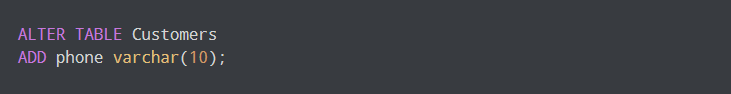 ALTER TABLE Customers
ADD phone varchar(10);